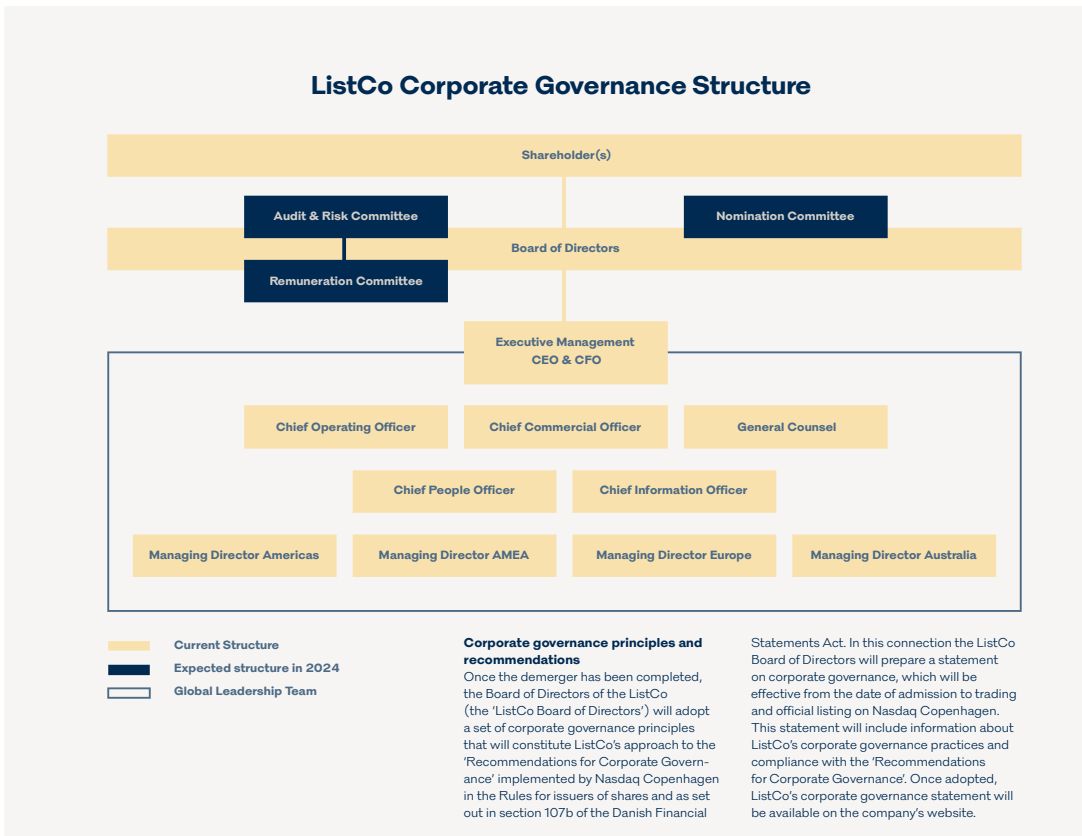 ListCo Corporate Governance Structure
Shareholder(s)
Audit & Risk Committee
Nomination Committee
Board of Directors
Remuneration Committee
Executive Management
CEO & CFO
Chief Operating Officer
Chief Commercial Officer
General Counsel
Chief People Officer
Chief Information Officer
Managing Director Americas
Managing Director AMEA
Managing Director Europe
Managing Director Australia
Current Structure
Expected structure in 2024
Global Leadership Team
Corporate governance principles and
recommendations
Once the demerger has been completed,
the Board of Directors of the ListCo
(the ‘ListCo Board of Directors’) will adopt
a set of corporate governance principles
that will constitute ListCo’s approach to the
‘Recommendations for Corporate Govern-
ance’ implemented by Nasdaq Copenhagen
in the Rules for issuers of shares and as set
out in section 107b of the Danish Financial
Statements Act. In this connection the ListCo
Board of Directors will prepare a statement
on corporate governance, which will be
effective from the date of admission to trading
and official listing on Nasdaq Copenhagen.
This statement will include information about
ListCo’s corporate governance practices and
compliance with the ‘Recommendations
for Corporate Governance’. Once adopted,
ListCo’s corporate governance statement will
be available on the company’s website.